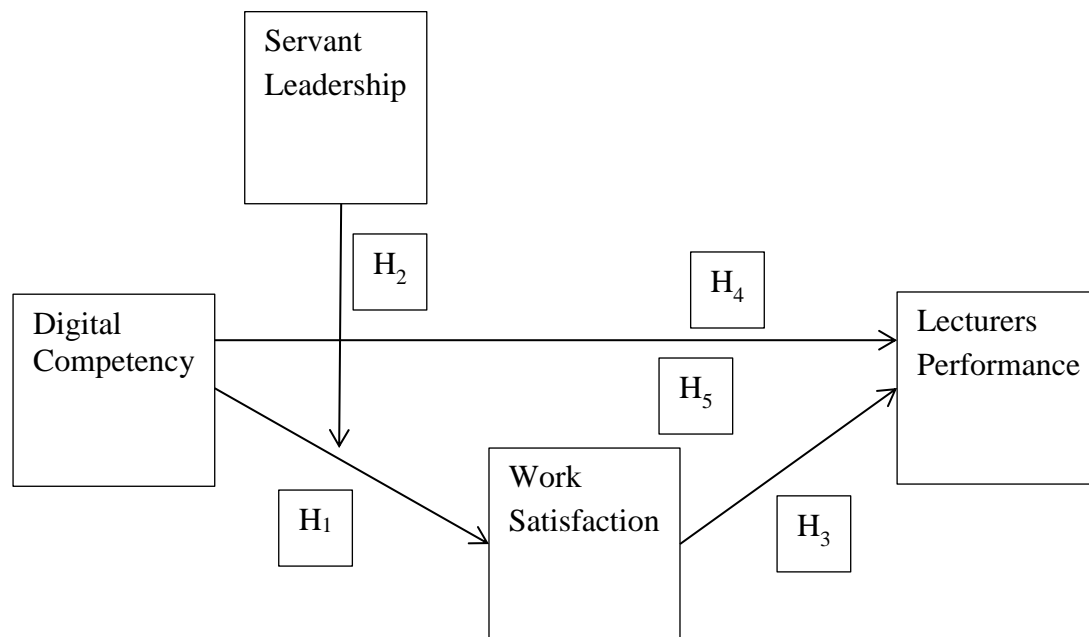 Servant
Leadership
H₂
H₄
Digital
Competency
Lecturers
Performance
H₅
Work
Satisfaction
H1
H₃